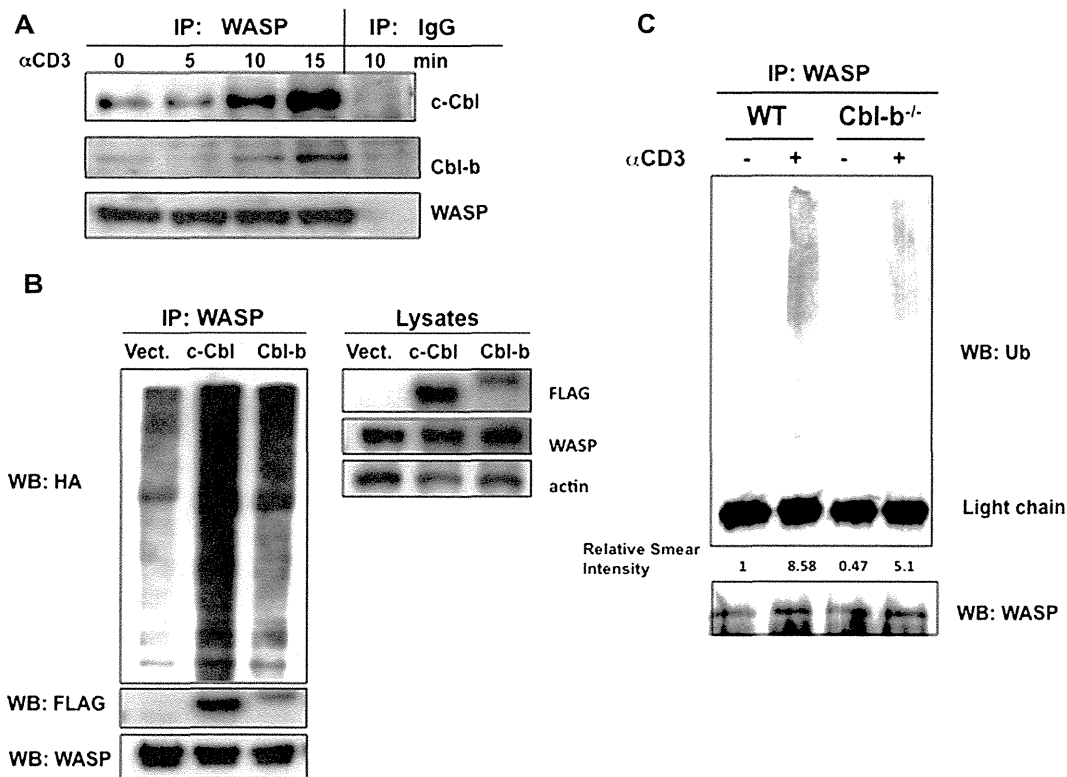 A
IP: WASP IP: IgG
αCD3 0 5 10 15 10 min
c-Cbl
Cbl-b
WASP
B
IP: WASP
Vect. c-Cbl Cbl-b
WB: HA
WB: FLAG
WB: WASP
Lysates
Vect. c-Cbl Cbl-b
FLAG
WASP
actin
C
IP: WASP
WT Cbl-b-/-
αCD3 - + - +
WB: Ub
Light chain
Relative Smear
Intensity 1 8.58 0.47 5.1
WB: WASP